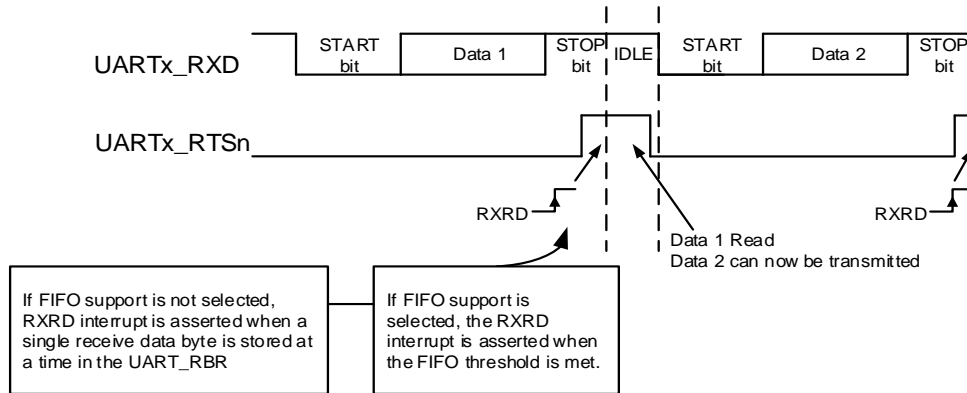 UARTx_RXD
START
bit
Data 1
STOP
bit
IDLE
START
bit
Data 2
STOP
bit
UARTx_RTSn
RXRD
RXRD
Data 1 Read
Data 2 can now be transmitted
If FIFO support is not selected,
RXRD interrupt is asserted when a
single receive data byte is stored at
a time in the UART_RBR
If FIFO support is
selected, the RXRD
interrupt is asserted when
the FIFO threshold is met.